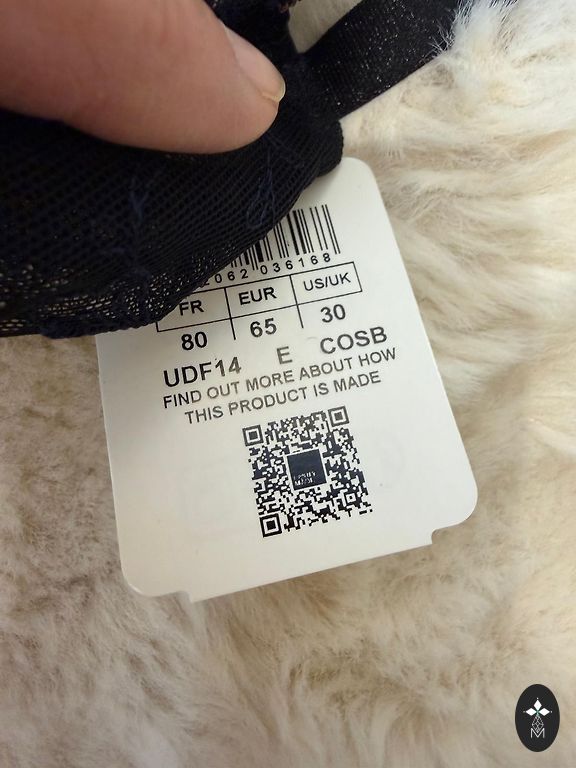 062 036168
FR EUR US/UK
80 65 30
UDF14 E COSB
FIND OUT MORE ABOUT HOW
THIS PRODUCT IS MADE
M